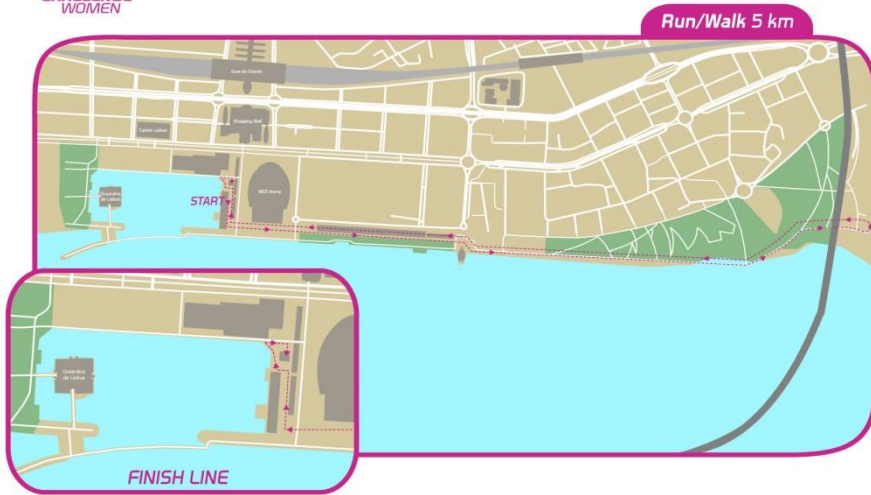 WOMEN
Run/Walk 5 km
Gare do Oriente
Shopping Mall
Casino Lisboa
MEO Arena
Oceanário
de Lisboa
START
Oceanário
de Lisboa
FINISH LINE